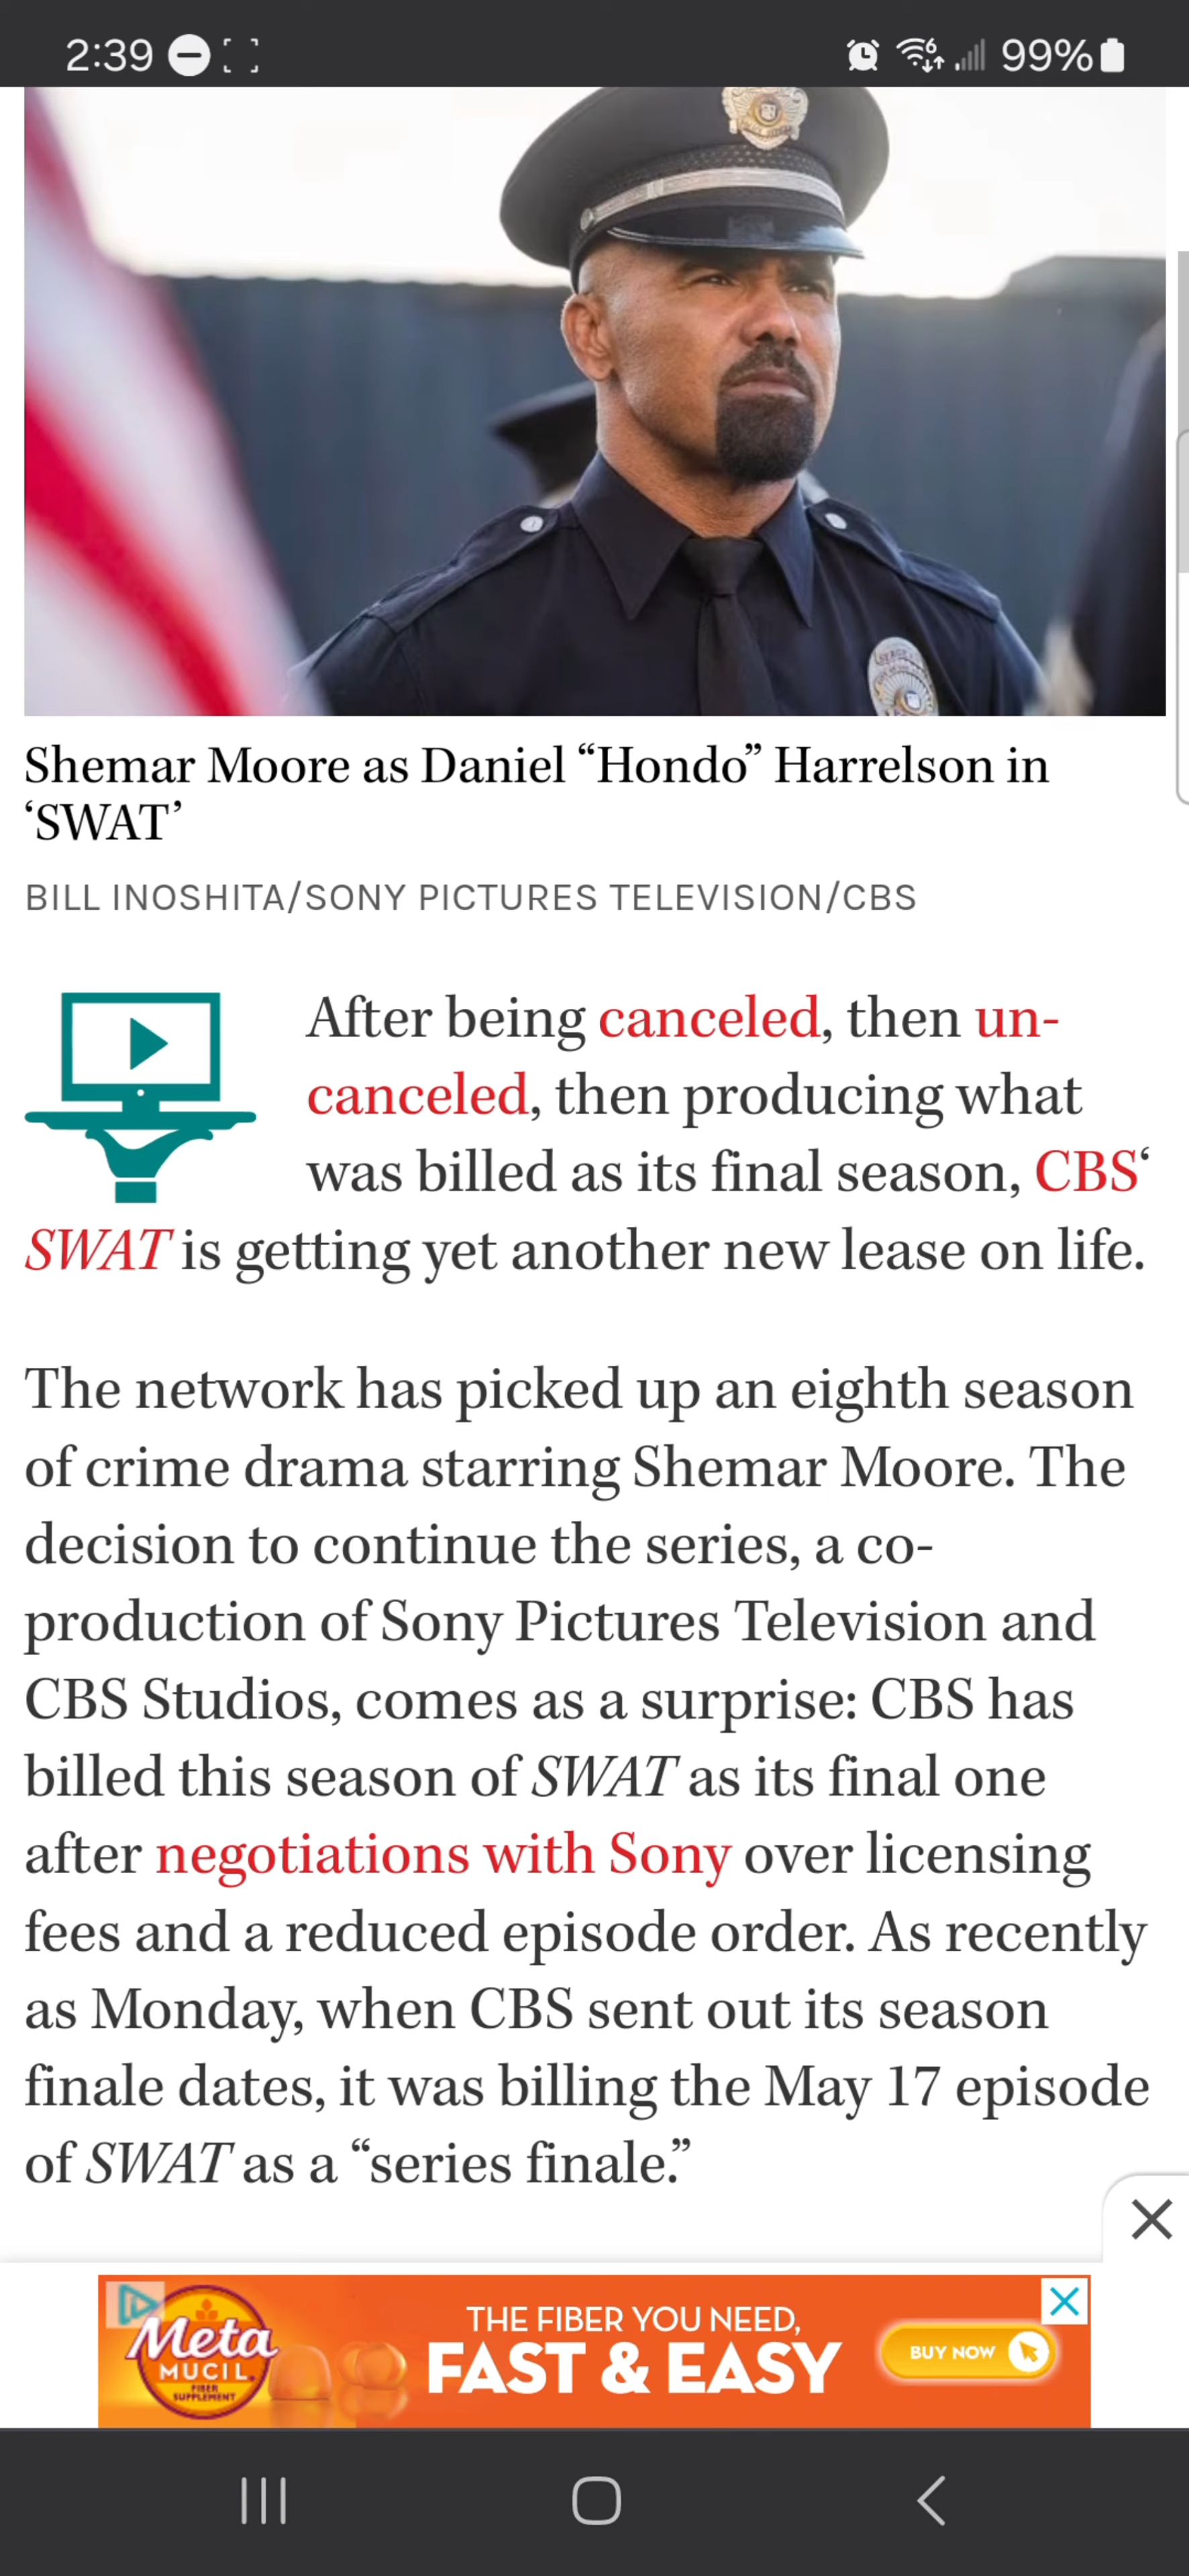 2:39
6
99%
Shemar Moore as Daniel “Hondo” Harrelson in
‘SWAT’
BILL INOSHITA/SONY PICTURES TELEVISION/CBS
After being canceled, then un-
canceled, then producing what
was billed as its final season, CBS‘
SWAT is getting yet another new lease on life.
The network has picked up an eighth season
of crime drama starring Shemar Moore. The
decision to continue the series, a co-
production of Sony Pictures Television and
CBS Studios, comes as a surprise: CBS has
billed this season of SWAT as its final one
after negotiations with Sony over licensing
fees and a reduced episode order. As recently
as Monday, when CBS sent out its season
finale dates, it was billing the May 17 episode
of SWAT as a “series finale.”
Meta
MUCIL
FIBER
SUPPLEMENT
THE FIBER YOU NEED,
FAST & EASY
BUY NOW